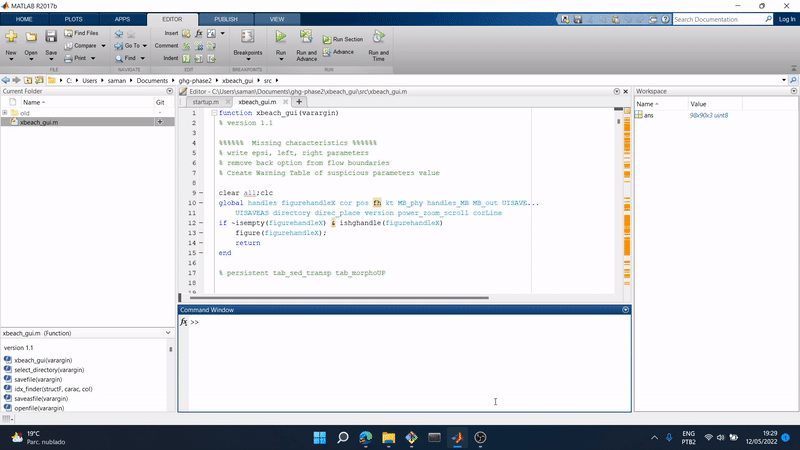 MATLAB R2017b
HOME PLOTS APPS EDITOR PUBLISH VIEW
Search Documentation Log In
New Open Save Find Files Compare Print
Go To Find
Insert Comment Indent
Breakpoints
Run Run and Advance Run Section Advance Run and Time
FILE NAVIGATE EDIT BREAKPOINTS RUN
C: Users saman Documents ghg-phase2 xbeach_gui src
Current Folder
Name Git
old
xbeach_gui.m
Editor - C:\Users\saman\Documents\ghg-phase2\xbeach_gui\src\xbeach_gui.m
startup.m xbeach_gui.m
1 function xbeach_gui(varargin)
2 % version 1.1
3
4 %%%%%% Missing characteristics %%%%%%
5 % write epsi, left, right parameters
6 % remove back option from flow boundaries
7 % Create Warning Table of suspicious parameters value
8
9 clear all;clc
10 global handles figurehandleX cor pos fh kt MB_phy handles_MB MB_out UISAVE...
11 UISAVEAS directory direc_place version power_zoom_scroll corLine
12 if ~isempty(figurehandleX) & ishghandle(figurehandleX)
13 figure(figurehandleX);
14 return
15 end
16
17 % persistent tab_sed_transp tab_morphoUP
18
Workspace
Name Value
ans 98x90x3 uint8
Command Window
fx >>
xbeach_gui.m (Function)
version 1.1
xbeach_gui(varargin)
select_directory(varargin)
savefile(varargin)
idx_finder(structF, carac, col)
saveasfile(varargin)
openfile(varargin)
19°C
Parc. nublado
ENG
PTB2
19:29
12/05/2022